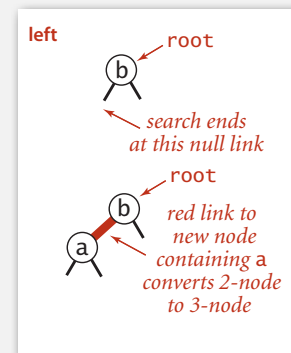 left
root
b
search ends
at this null link
root
b
red link to
new node
a
containing a
converts 2-node
to 3-node